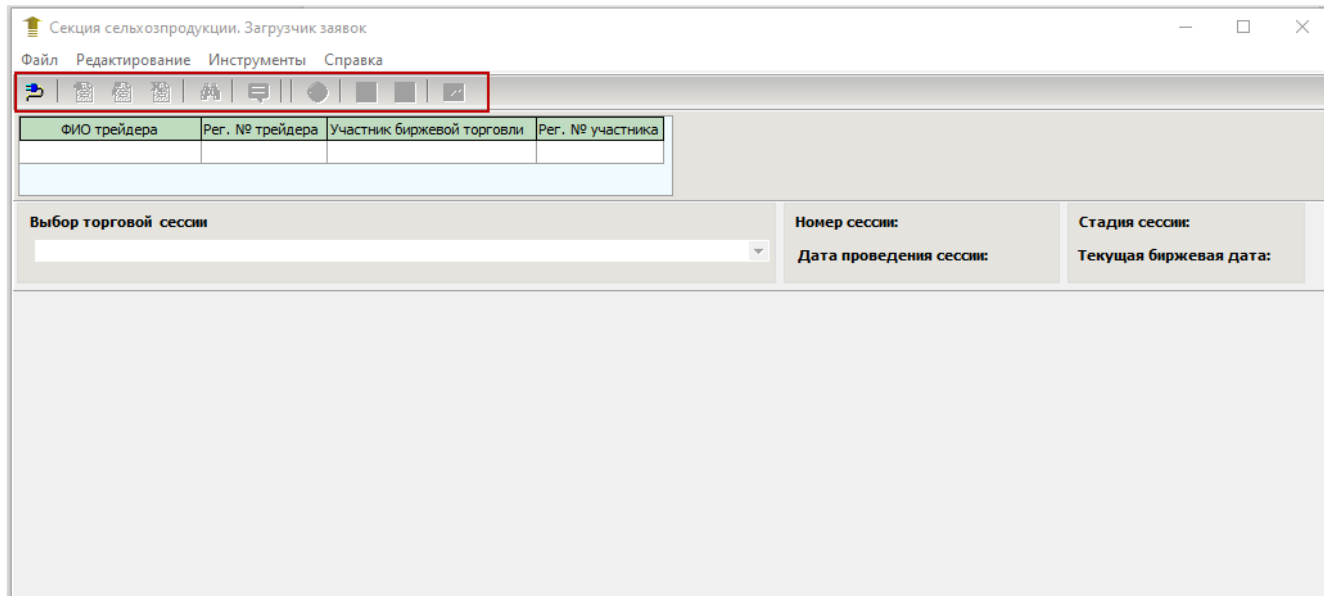 Секция сельхозпродукции. Загрузчик заявок
Файл Редактирование Инструменты Справка
ФИО трейдера Рег. № трейдера Участник биржевой торговли Рег. № участника
Выбор торговой сессии Номер сессии: Стадия сессии:
Дата проведения сессии: Текущая биржевая дата: